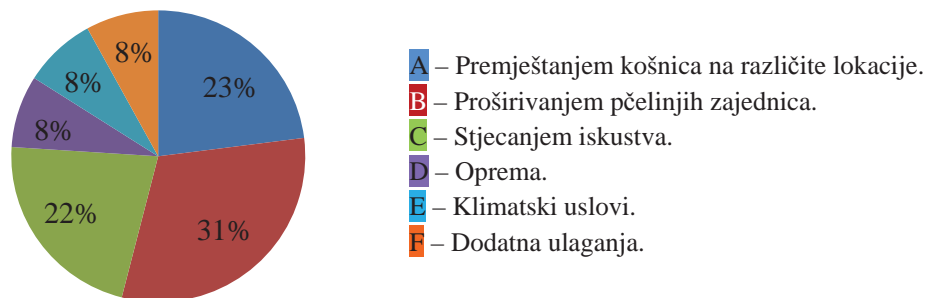 8%
23%
8%
8%
22%
31%
A – Premještanjem košnica na različite lokacije.
B – Proširivanjem pčelinjih zajednica.
C – Stjecanjem iskustva.
D – Oprema.
E – Klimatski uslovi.
F – Dodatna ulaganja.